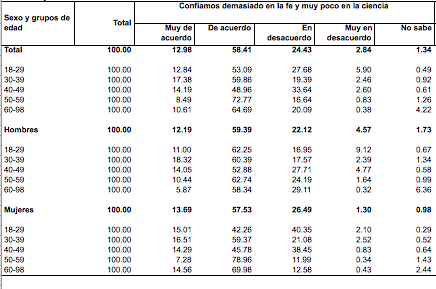 Confiamos demasiado en la fe y muy poco en la ciencia
Sexo y grupos de edad Total Muy de acuerdo De acuerdo En desacuerdo Muy en desacuerdo No sabe
Total 100.00 12.98 58.41 24.43 2.84 1.34
18-29 100.00 12.84 53.09 27.68 5.90 0.49
30-39 100.00 17.38 59.86 19.39 2.46 0.92
40-49 100.00 14.19 48.96 33.64 2.60 0.61
50-59 100.00 8.49 72.77 16.64 0.83 1.26
60-98 100.00 10.61 64.69 20.09 0.38 4.22
Hombres 100.00 12.19 59.39 22.12 4.57 1.73
18-29 100.00 11.00 62.25 16.95 9.12 0.67
30-39 100.00 18.32 60.39 17.57 2.39 1.34
40-49 100.00 14.05 52.88 27.71 4.77 0.58
50-59 100.00 10.44 62.74 24.19 1.64 0.99
60-98 100.00 5.87 58.34 29.11 0.32 6.36
Mujeres 100.00 13.69 57.53 26.49 1.30 0.98
18-29 100.00 15.01 42.26 40.35 2.10 0.29
30-39 100.00 16.51 59.37 21.08 2.52 0.52
40-49 100.00 14.29 45.78 38.45 0.83 0.64
50-59 100.00 7.28 78.96 11.99 0.34 1.43
60-98 100.00 14.56 69.98 12.58 0.43 2.44